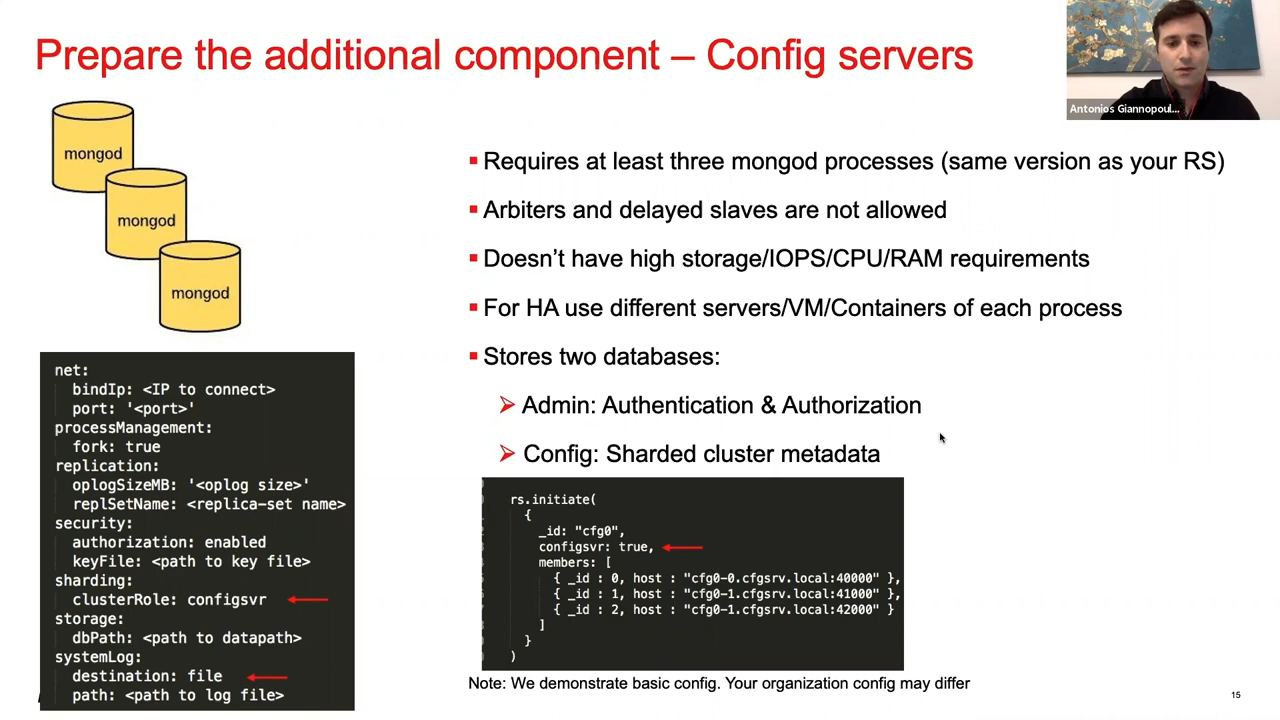 Prepare the additional component – Config servers
Antonios Giannopoul...
mongod
mongod
mongod
▪ Requires at least three mongod processes (same version as your RS)
▪ Arbiters and delayed slaves are not allowed
▪ Doesn’t have high storage/IOPS/CPU/RAM requirements
▪ For HA use different servers/VM/Containers of each process
▪ Stores two databases:
➢ Admin: Authentication & Authorization
➢ Config: Sharded cluster metadata
net:
  bindIp: <IP to connect>
  port: '<port>'
processManagement:
  fork: true
replication:
  oplogSizeMB: '<oplog size>'
  replSetName: <replica-set name>
security:
  authorization: enabled
  keyFile: <path to key file>
sharding:
  clusterRole: configsvr
storage:
  dbPath: <path to datapath>
systemLog:
  destination: file
  path: <path to log file>
rs.initiate(
  {
    _id: "cfg0",
    configsvr: true,
    members: [
      { _id : 0, host : "cfg0-0.cfgsrv.local:40000" },
      { _id : 1, host : "cfg0-1.cfgsrv.local:41000" },
      { _id : 2, host : "cfg0-1.cfgsrv.local:42000" }
    ]
  }
)
Note: We demonstrate basic config. Your organization config may differ
15